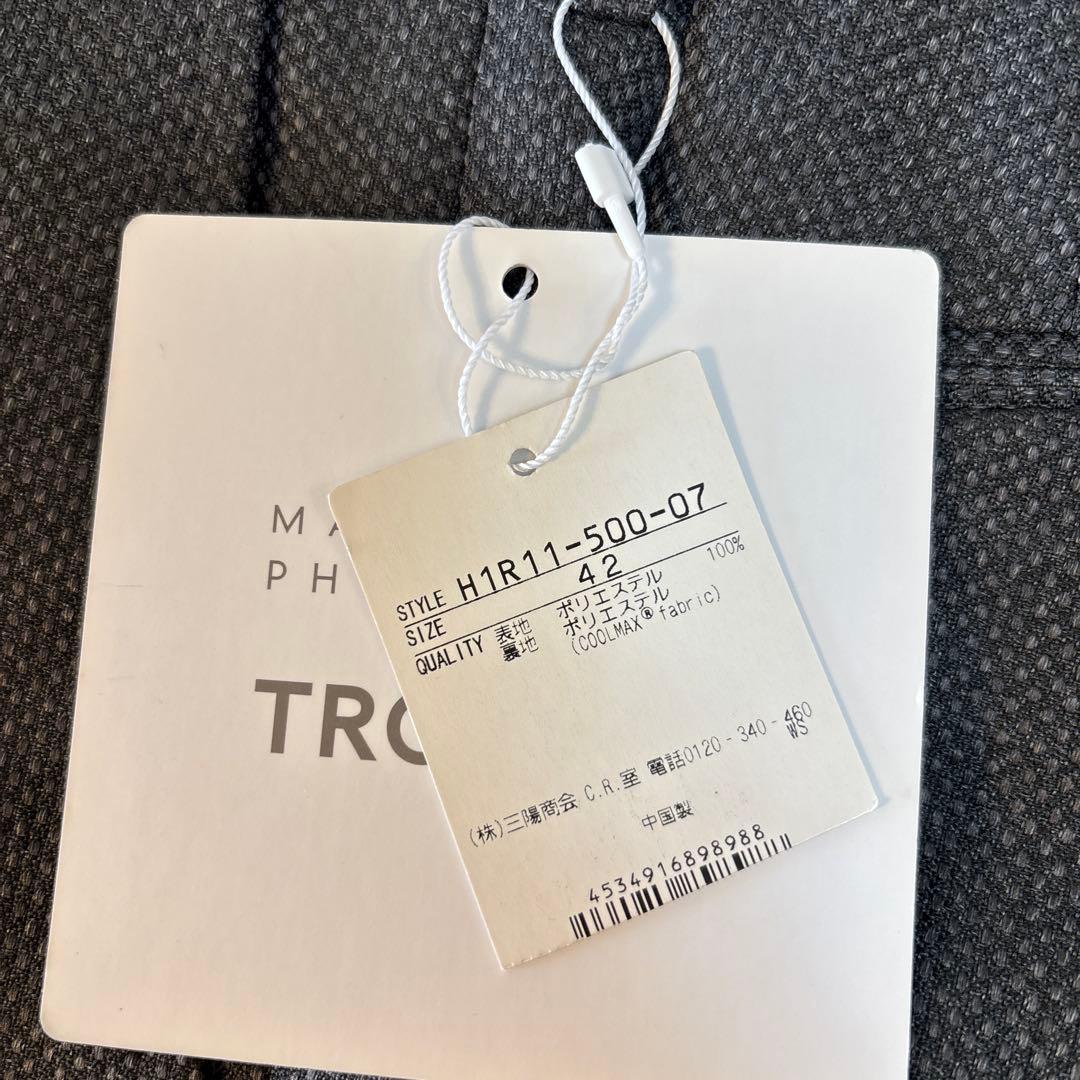 MA
PH
TRO
STYLE H1R11-500-07
SIZE 42
QUALITY 表地 ポリエステル 100%
裏地 ポリエステル
(COOLMAX® fabric)
(株)三陽商会 C.R.室 電話0120-340-460
WS
中国製
4534916898988